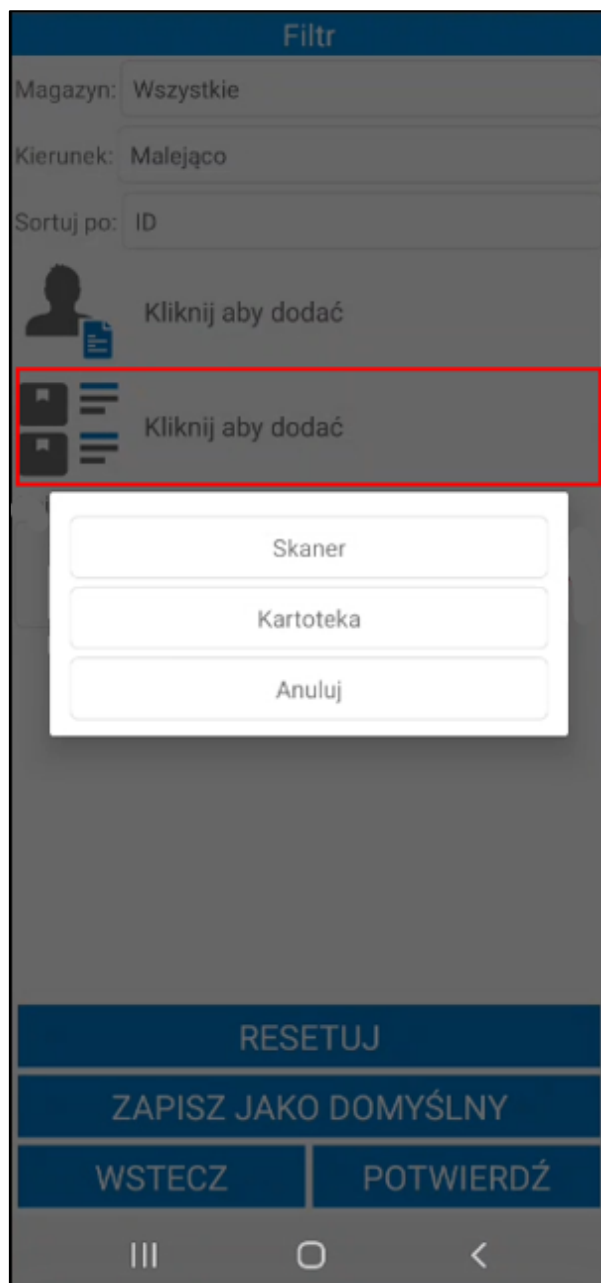 Filtr
Magazyn: Wszystkie
Kierunek: Malejąco
Sortuj po: ID
Kliknij aby dodać
Kliknij aby dodać
Skaner
Kartoteka
Anuluj
RESETUJ
ZAPISZ JAKO DOMYŚLNY
WSTECZ POTWIERDŹ